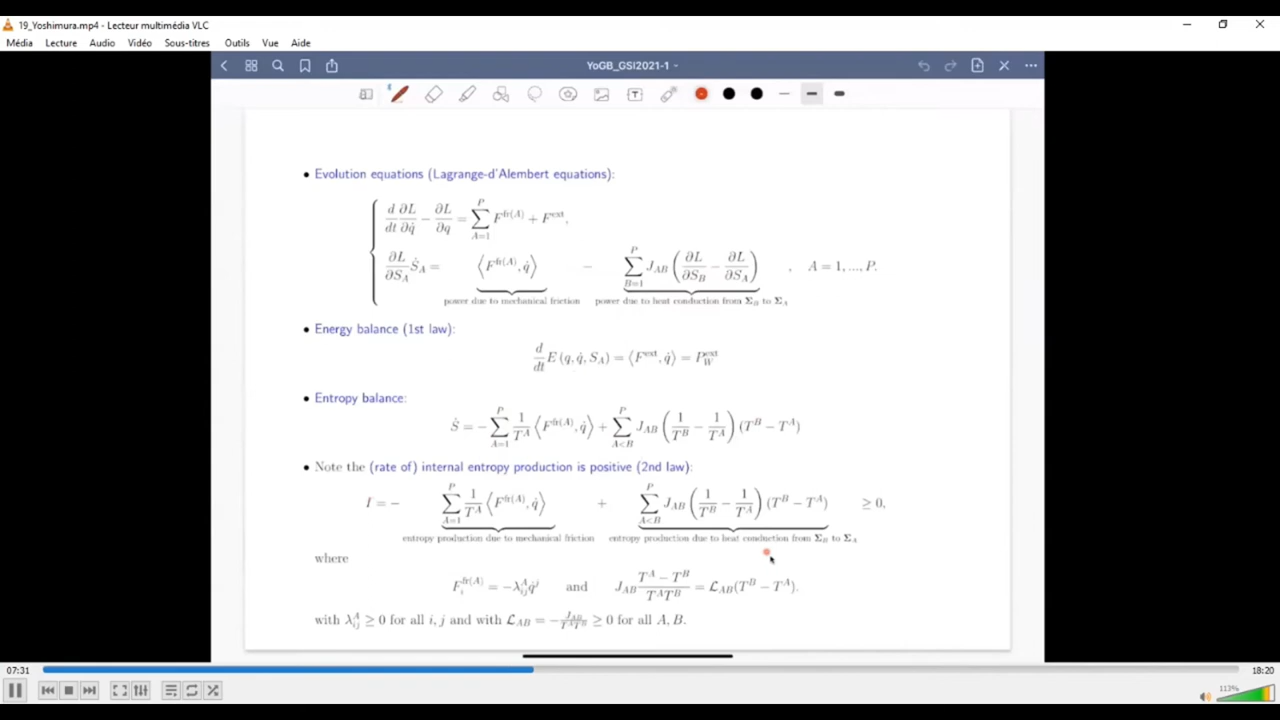 19_Yoshimura.mp4 - Lecteur multimédia VLC
Média Lecture Audio Vidéo Sous-titres Outils Vue Aide
YoGB_GSI2021-1
• Evolution equations (Lagrange-d'Alembert equations):
d/dt ∂L/∂q̇ − ∂L/∂q = ∑_{A=1}^{P} F^{fr(A)} + F^{ext},
∂L/∂S_A Ṡ_A = ⟨F^{fr(A)}, q̇⟩ − ∑_{B=1}^{P} J_{AB} (∂L/∂S_B − ∂L/∂S_A), A = 1, ..., P.
power due to mechanical friction power due to heat conduction from Σ_B to Σ_A
• Energy balance (1st law):
d/dt E (q, q̇, S_A) = ⟨F^{ext}, q̇⟩ = P_W^{ext}
• Entropy balance:
Ṡ = − ∑_{A=1}^{P} 1/T^A ⟨F^{fr(A)}, q̇⟩ + ∑_{A<B}^{P} J_{AB} (1/T^B − 1/T^A) (T^B − T^A)
• Note the (rate of) internal entropy production is positive (2nd law):
I = − ∑_{A=1}^{P} 1/T^A ⟨F^{fr(A)}, q̇⟩ + ∑_{A<B}^{P} J_{AB} (1/T^B − 1/T^A) (T^B − T^A) ≥ 0,
entropy production due to mechanical friction entropy production due to heat conduction from Σ_B to Σ_A
where
F_i^{fr(A)} = −λ_{ij}^A q̇^j and J_{AB} (T^A − T^B)/(T^A T^B) = ℒ_{AB}(T^B − T^A).
with λ_{ij}^A ≥ 0 for all i, j and with ℒ_{AB} = − J_{AB}/(T^A T^B) ≥ 0 for all A, B.
07:31 18:20
113%